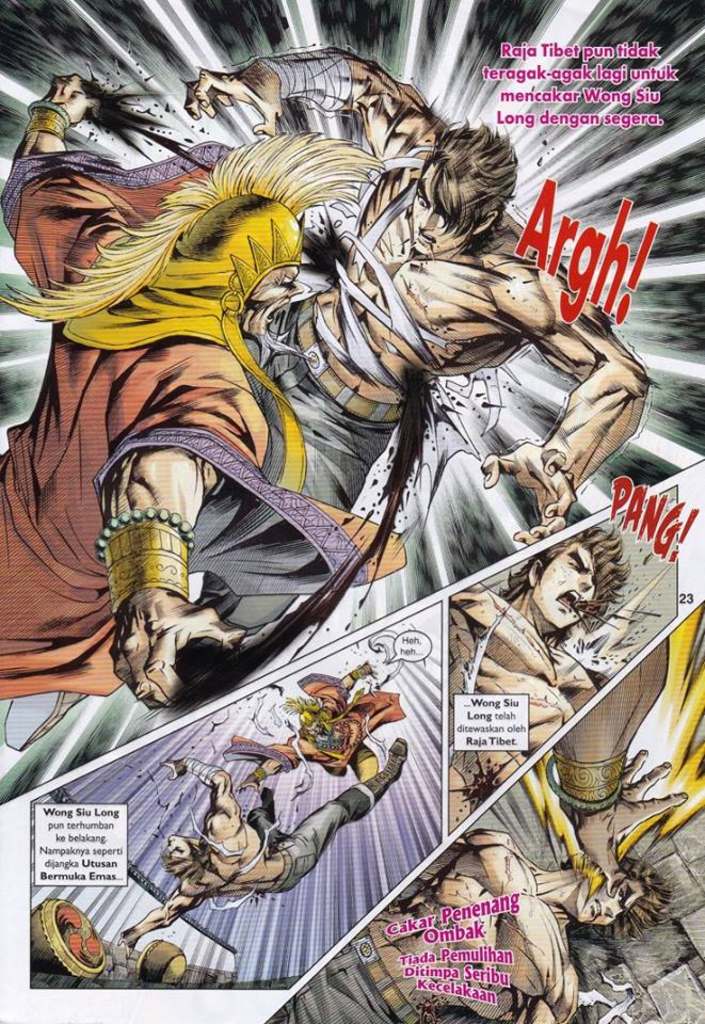 Raja Tibet pun tidak
teragak-agak lagi untuk
mencakar Wong Siu
Long dengan segera.
Argh!
PANG!
23
Heh,
heh...
Wong Siu Long
pun terhumban
ke belakang.
Nampaknya seperti
dijangka Utusan
Bermuka Emas...
...Wong Siu
Long telah
ditewaskan oleh
Raja Tibet.
Cakar Penenang
Ombak
Tiada Pemulihan
Dicimpa Seribu
Kecelakaan